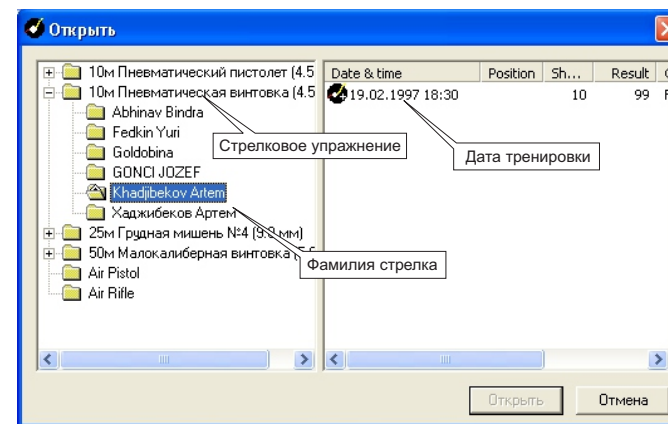 Открыть
10м Пневматический пистолет (4.5
10м Пневматическая винтовка (4.5
Abhinav Bindra
Fedkin Yuri
Goldobina
GONCI JOZEF
Khadjibekov Artem
Хаджибеков Артем
25м Грудная мишень №4 (9.0 мм)
50м Малокалиберная винтовка
Air Pistol
Air Rifle
Date & time Position Sh... Result
19.02.1997 18:30 10 99 F
Стрелковое упражнение
Дата тренировки
Фамилия стрелка
Открыть Отмена